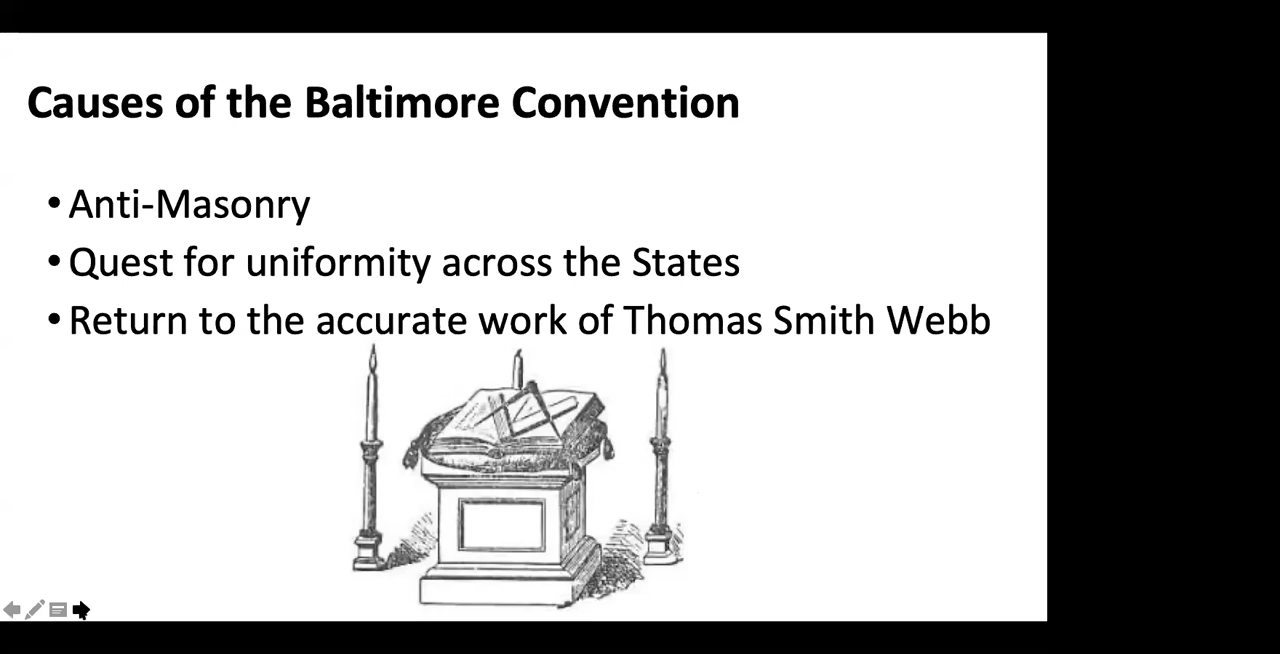 Causes of the Baltimore Convention
• Anti-Masonry
• Quest for uniformity across the States
• Return to the accurate work of Thomas Smith Webb